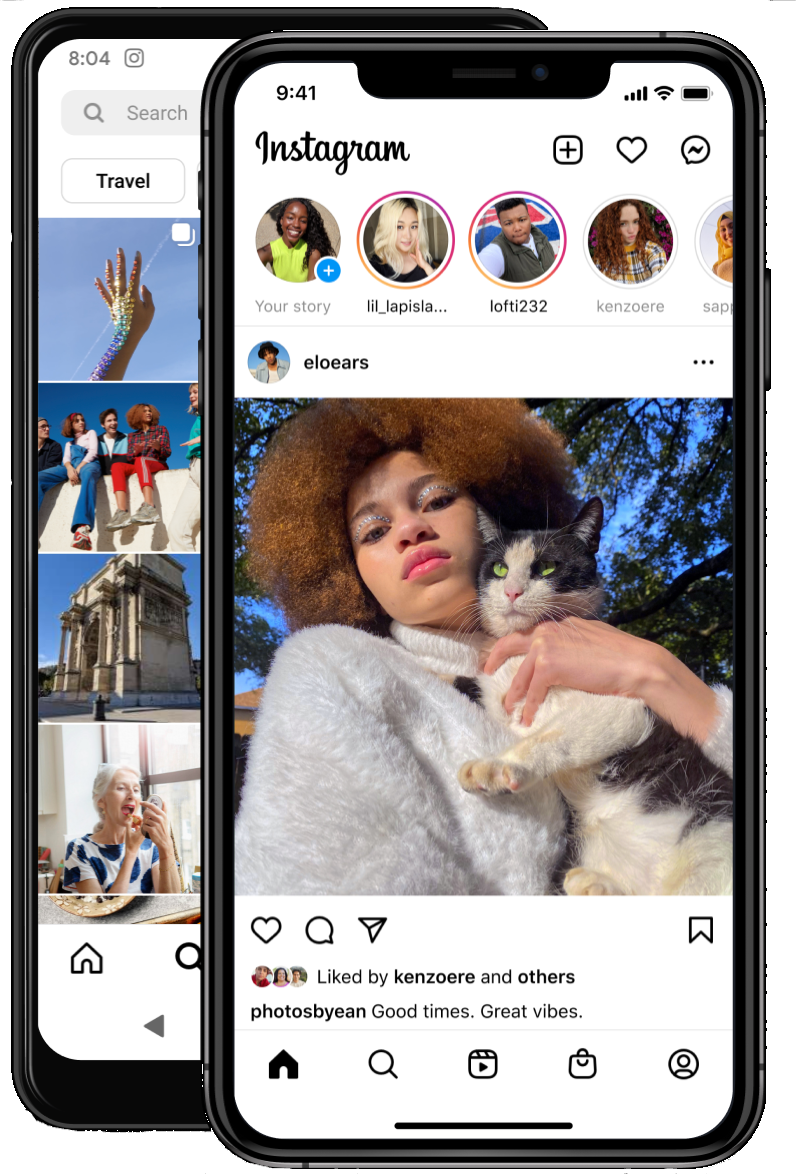 8:04
Search
Travel
9:41
Instagram
Your story
lil_lapisla...
lofti232
kenzoere
sapp
eloears
Liked by kenzoere and others
photosbyean Good times. Great vibes.